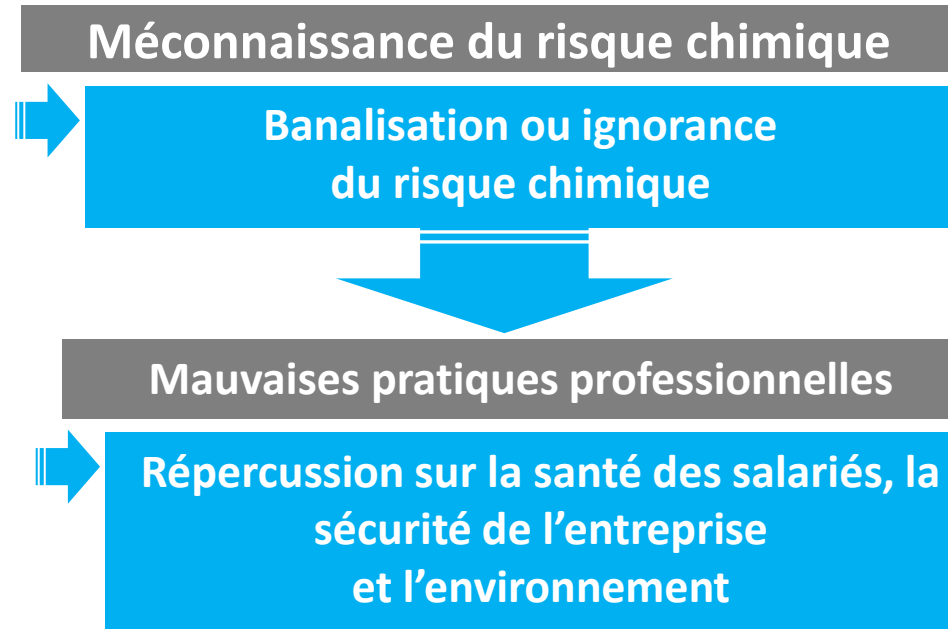 Méconnaissance du risque chimique
Banalisation ou ignorance
du risque chimique
Mauvaises pratiques professionnelles
Répercussion sur la santé des salariés, la
sécurité de l’entreprise
et l’environnement